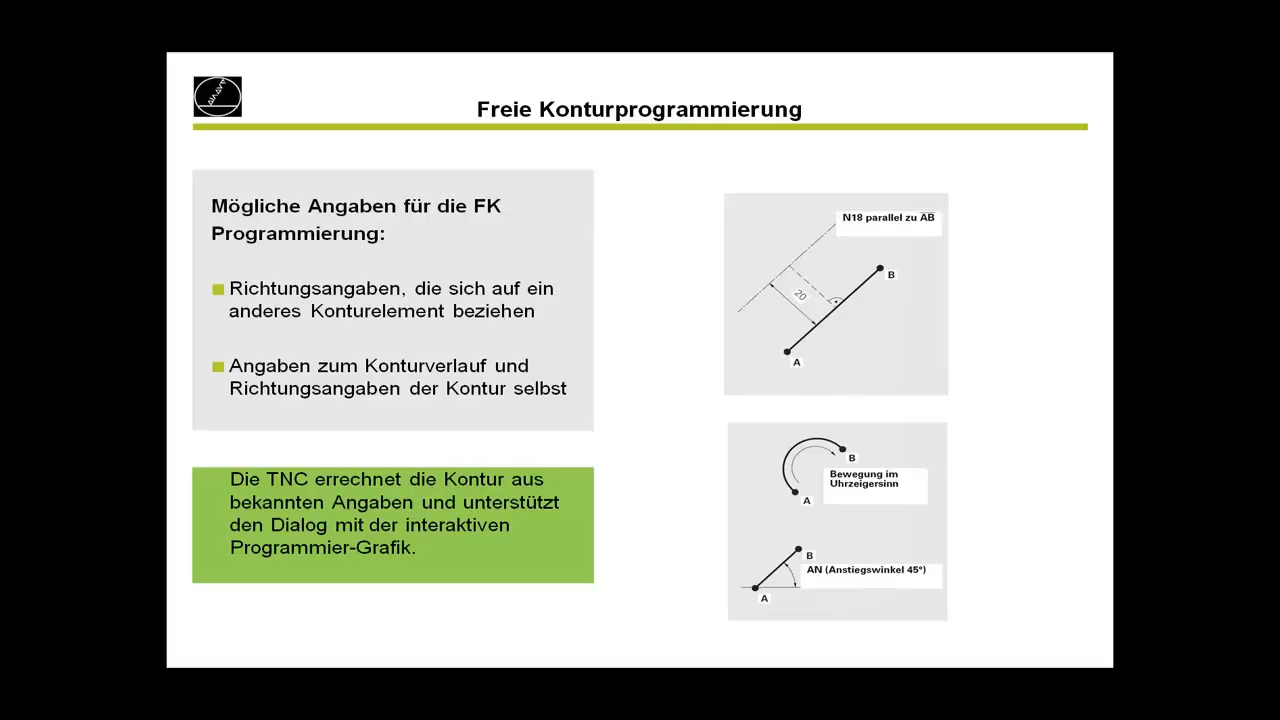 Freie Konturprogrammierung
Mögliche Angaben für die FK
Programmierung:
Richtungsangaben, die sich auf ein
anderes Konturelement beziehen
Angaben zum Konturverlauf und
Richtungsangaben der Kontur selbst
Die TNC errechnet die Kontur aus
bekannten Angaben und unterstützt
den Dialog mit der interaktiven
Programmier-Grafik.
N18 parallel zu A̅B̅
B
20
A
B
Bewegung im
Uhrzeigersinn
A
B
AN (Anstiegswinkel 45°)
A